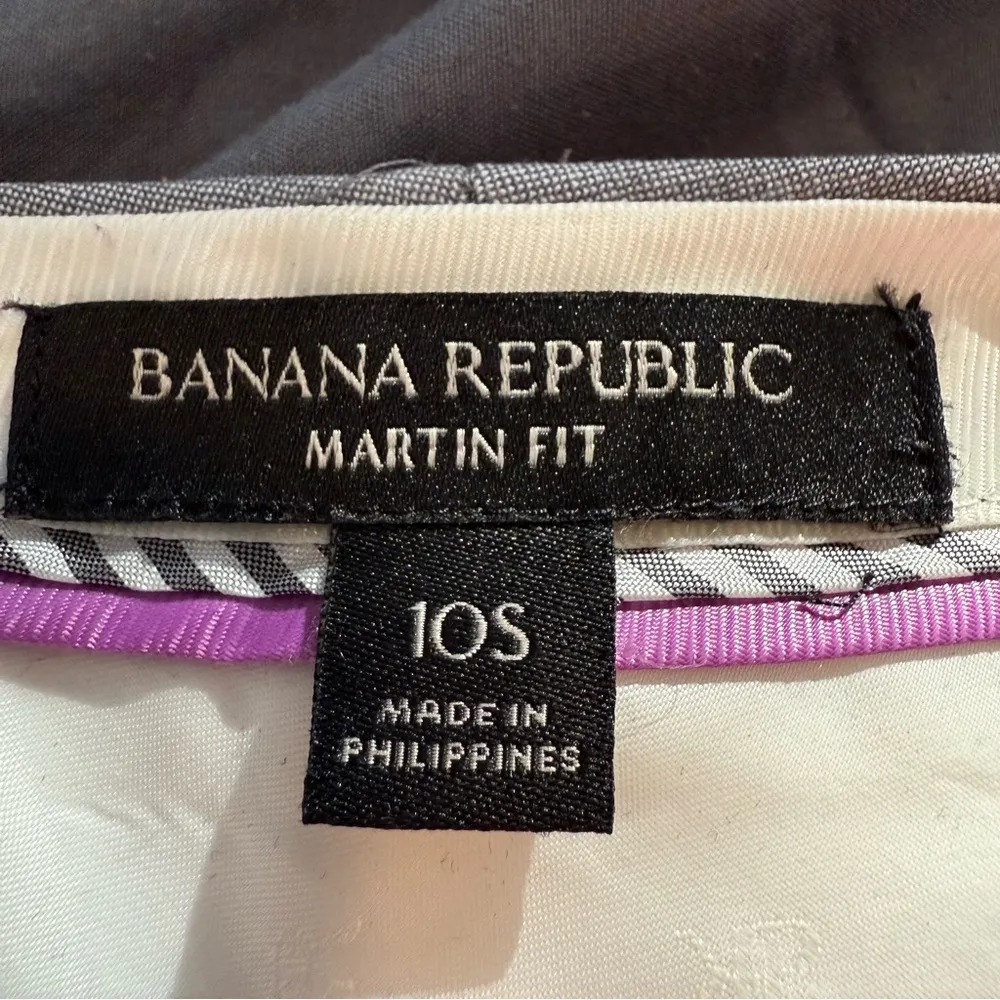 BANANA REPUBLIC
MARTIN FIT
10S
MADE IN
PHILIPPINES